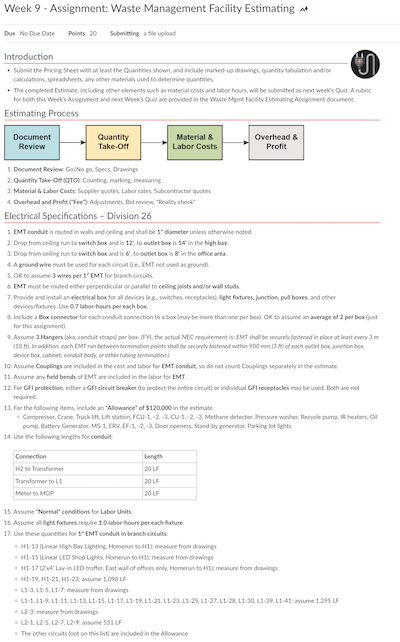 Week 9 - Assignment: Waste Management Facility Estimating
Due No Due Date Points 20 Submitting a file upload
Introduction
Submit the Pricing Sheet with at least the Quantities shown, and include marked-up drawings, quantity tabulation and/or
calculations, spreadsheets, any other materials used to determine quantities.
The completed Estimate, including other elements such as material costs and labor hours, will be submitted as next week's Quiz. A rubric
for both this Week's Assignment and next Week's Quiz are provided in the Waste Mgmt Facility Estimating Assignment document.
Estimating Process
Document
Review
Quantity
Take-Off
Material &
Labor Costs
Overhead &
Profit
1. Document Review: Go/No go, Specs, Drawings
2. Quantity Take-Off (QTO): Counting, marking, measuring
3. Material & Labor Costs: Supplier quotes, Labor rates, Subcontractor quotes
4. Overhead and Profit ("Fee"): Adjustments, Bid review, "Reality check"
Electrical Specifications – Division 26
1. EMT conduit is routed in walls and ceiling and shall be 1" diameter unless otherwise noted.
2. Drop from ceiling run to switch box and is 12', to outlet box is 14' in the high bay.
3. Drop from ceiling run to switch box and is 6', to outlet box is 8' in the office area.
4. A ground wire must be used for each circuit (i.e., EMT not used as ground).
5. OK to assume 3 wires per 1" EMT for branch circuits.
6. EMT must be routed either perpendicular or parallel to ceiling joists and/or wall studs.
7. Provide and install an electrical box for all devices (e.g., switches, receptacles), light fixtures, junction, pull boxes, and other
devices/fixtures. Use 0.7 labor-hours per each box.
8. Include a Box connector for each conduit connection to a box (may be more than one per box). OK to assume an average of 2 per box (just
for this assignment).
9. Assume 3 Hangers (aka, conduit straps) per box. (FYI, the actual NEC requirement is: EMT shall be securely fastened in place at least every 3 m
(10 ft). In addition, each EMT run between termination points shall be securely fastened within 900 mm (3 ft) of each outlet box, junction box,
device box, cabinet, conduit body, or other tubing termination.)
10. Assume Couplings are included in the cost and labor for EMT conduit, so do not count Couplings separately in the estimate.
11. Assume any field bends of EMT are included in the labor for EMT.
12. For GFI protection, either a GFI circuit breaker (to protect the entire circuit) or individual GFI receptacles may be used. Both are not
required.
13. For the following items, include an "Allowance" of $120,000 in the estimate.
Compressor, Crane, Truck lift, Lift station, FCU-1, -2, -3, CU-1, -2, -3, Methane detector, Pressure washer, Recycle pump, IR heaters, Oil
pump, Battery Generator, MS-1, ERV, EF-1, -2, -3, Door openers, Stand-by generator, Parking lot lights
14. Use the following lengths for conduit:
Connection Length
H2 to Transformer 20 LF
Transformer to L1 20 LF
Meter to MDP 20 LF
15. Assume "Normal" conditions for Labor Units.
16. Assume all light fixtures require 1.0 labor-hours per each fixture.
17. Use these quantities for 1" EMT conduit in branch circuits:
H1-13 (Linear High Bay Lighting, Homerun to H1): measure from drawings
H1-15 (Linear LED Shop Lights, Homerun to H1): measure from drawings
H1-17 (2'x4' Lay-in LED troffer, East wall of offices only, Homerun to H1): measure from drawings
H1-19, H1-21, H1-23: assume 1,098 LF
L1-3, L1-5, L1-7: measure from drawings
L1-1, L1-9, L1-11, L1-13, L1-15, L1-17, L1-19, L1-21, L1-23, L1-25, L1-27, L1-28, L1-30, L1-39, L1-41: assume 1,295 LF
L2-3: measure from drawings
L2-1, L2-5, L2-7, L2-9: assume 551 LF
The other circuits (not on this list) are included in the Allowance